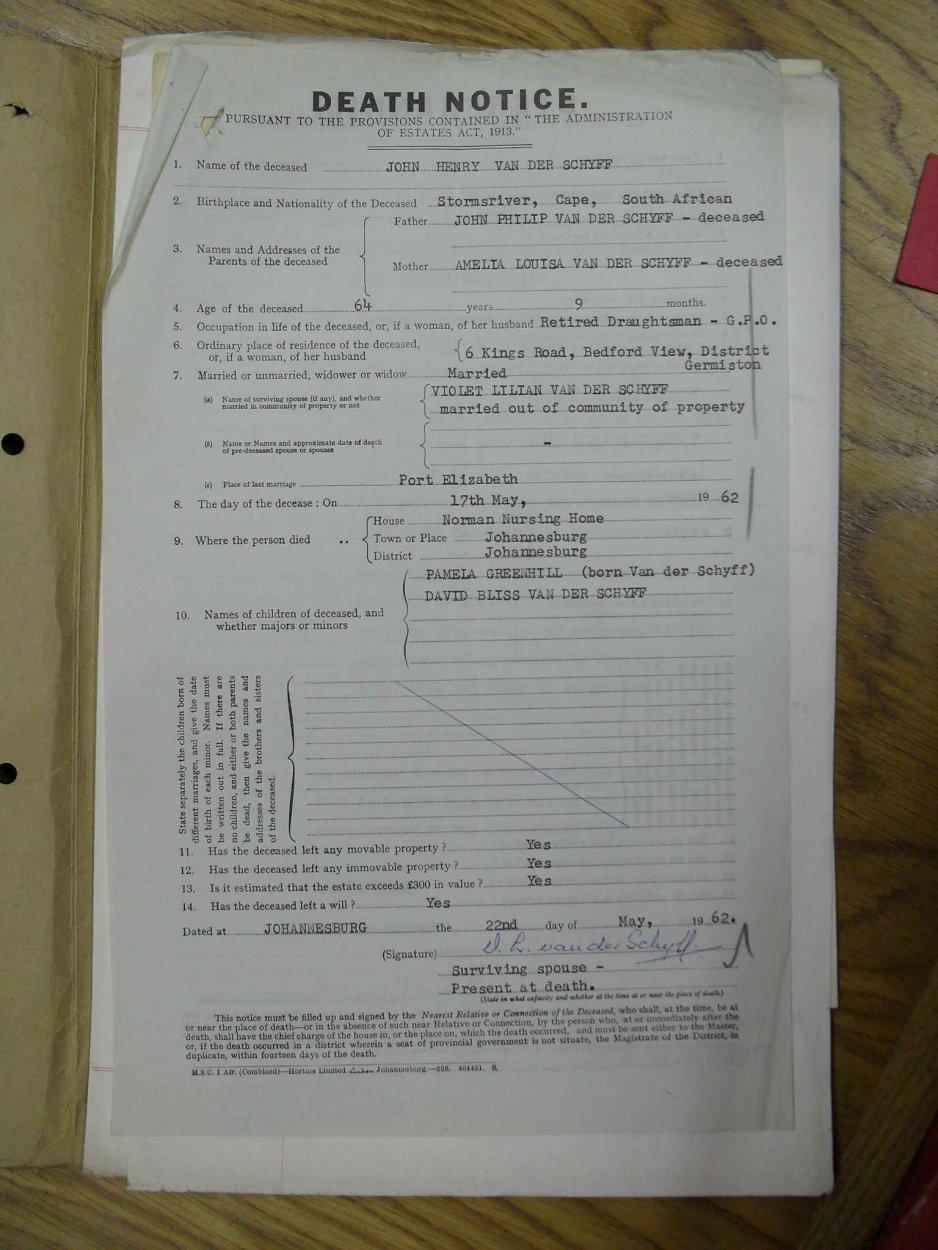 DEATH NOTICE.
PURSUANT TO THE PROVISIONS CONTAINED IN "THE ADMINISTRATION
OF ESTATES ACT, 1913."
1. Name of the deceased JOHN HENRY VAN DER SCHYFF
2. Birthplace and Nationality of the Deceased Stormsriver, Cape, South African
Father JOHN PHILIP VAN DER SCHYFF - deceased
3. Names and Addresses of the
Parents of the deceased
Mother AMELIA LOUISA VAN DER SCHYFF - deceased
4. Age of the deceased 64 years 9 months.
5. Occupation in life of the deceased, or, if a woman, of her husband Retired Draughtsman - G.P.O.
6. Ordinary place of residence of the deceased,
or, if a woman, of her husband 6 Kings Road, Bedford View, District
Germiston
7. Married or unmarried, widower or widow Married
(a) Name of surviving spouse (if any), and whether
married in community of property or not
VIOLET LILIAN VAN DER SCHYFF
married out of community of property
(b) Name or Names and approximate date of death
of pre-deceased spouse or spouses -
(c) Place of last marriage Port Elizabeth
8. The day of the decease : On 17th May, 19 62
9. Where the person died ..
House Norman Nursing Home
Town or Place Johannesburg
District Johannesburg
PAMELA GREENHILL (born Van der Schyff)
DAVID BLISS VAN DER SCHYFF
10. Names of children of deceased, and
whether majors or minors
State separately the children born of
different marriages, and give the date
of birth of each minor. Names must
be written out in full. If there are
no children, and either or both parents
be dead, then give the names and
addresses of the brothers and sisters
of the deceased.
11. Has the deceased left any movable property ? Yes
12. Has the deceased left any immovable property ? Yes
13. Is it estimated that the estate exceeds £300 in value ? Yes
14. Has the deceased left a will ? Yes
Dated at JOHANNESBURG the 22nd day of May, 19 62.
(Signature) V. L. van der Schyff
Surviving spouse -
Present at death.
(State in what capacity and whether at the time at or near the place of death.)
This notice must be filled up and signed by the Nearest Relative or Connection of the Deceased, who shall, at the time, be at
or near the place of death—or in the absence of such near Relative or Connection, by the person who, at or immediately after the
death, shall have the chief charge of the house in, or the place on, which the death occurred, and must be sent either to the Master,
or, if the death occurred in a district wherein a seat of provincial government is not situate, the Magistrate of the District, in
duplicate, within fourteen days of the death.
M.S.C. 1 Afr. (Combined)—Hortors Limited Johannesburg.—628. 404451. S.